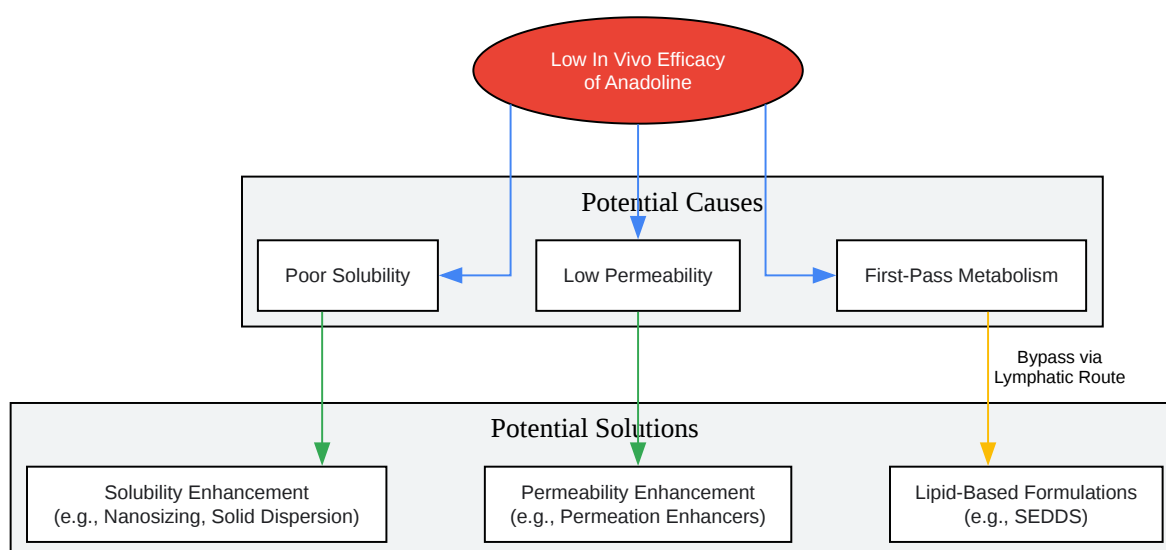 Low In Vivo Efficacy
of Anadoline
Potential Causes
Poor Solubility
Low Permeability
First-Pass Metabolism
Bypass via
Lymphatic Route
Potential Solutions
Solubility Enhancement
(e.g., Nanosizing, Solid Dispersion)
Permeability Enhancement
(e.g., Permeation Enhancers)
Lipid-Based Formulations
(e.g., SEDDS)